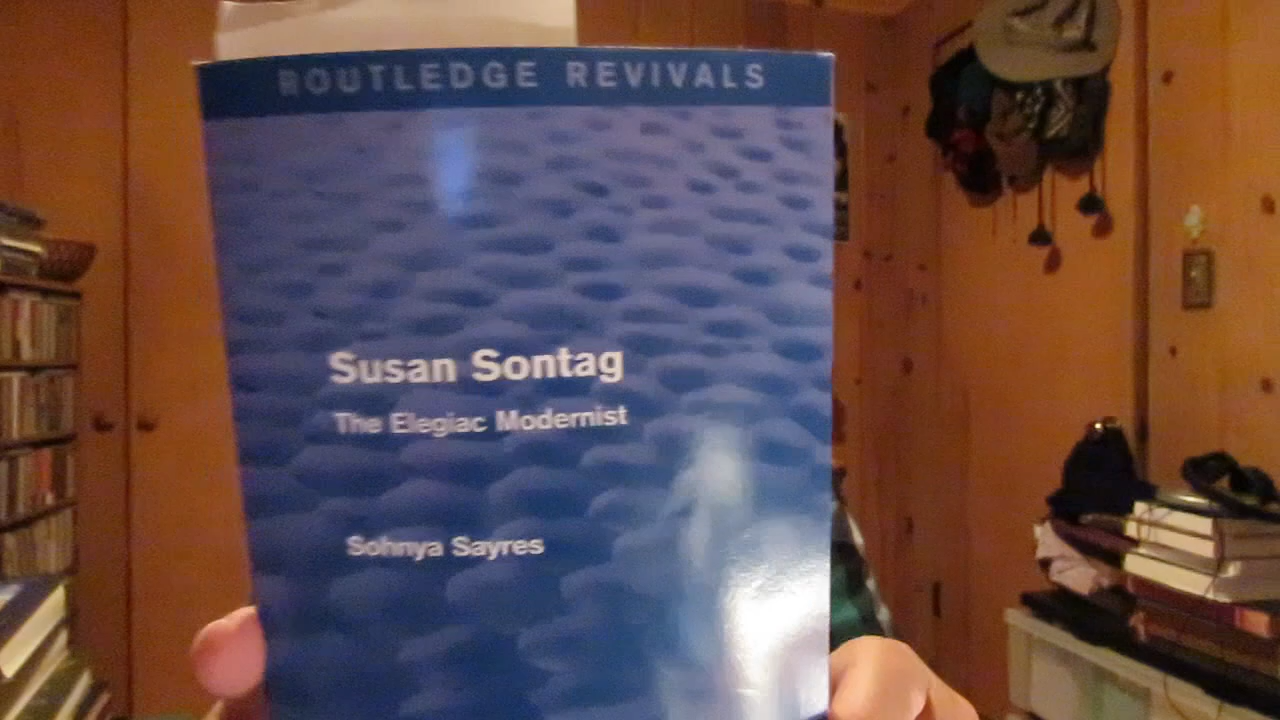 ROUTLEDGE REVIVALS
Susan Sontag
The Elegiac Modernist
Sohnya Sayres